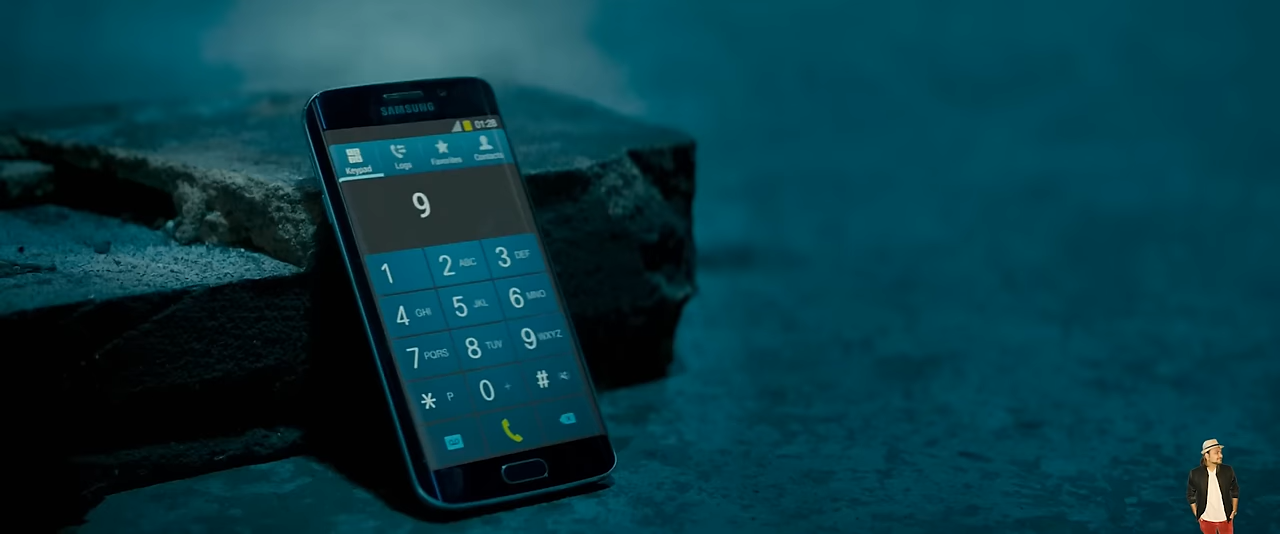 SAMSUNG
01:28
Keypad Logs Favorites Contacts
9
1 2 ABC 3 DEF
4 GHI 5 JKL 6 MNO
7 PQRS 8 TUV 9 WXYZ
* P 0 + #